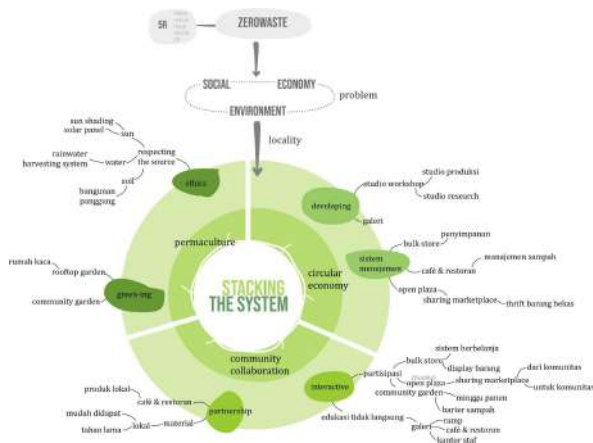 5R
ZEROWASTE
SOCIAL
ECONOMY
ENVIRONMENT
problem
locality
sun shading
solar panel
sun
rainwater
harvesting system
water
respecting
the source
soil
bangunan
panggung
ethics
permaculture
rumah kaca
rooftop garden
community garden
green-ing
STACKING
THE SYSTEM
circular
economy
developing
studio workshop
studio produksi
studio research
galeri
sistem
manajemen
bulk store
penyimpanan
café & restoran
manajemen sampah
open plaza
sharing marketplace
thrift barang bekas
community
collaboration
interactive
partisipasi
bulk store
sistem berbelanja
display barang
open plaza
sharing marketplace
dari komunitas
untuk komunitas
community garden
minggu panen
barter sampah
edukasi tidak langsung
galeri
ramp
café & restoran
kantor staf
partnership
produk lokal
café & restoran
mudah didapat
tahan lama
lokal
material